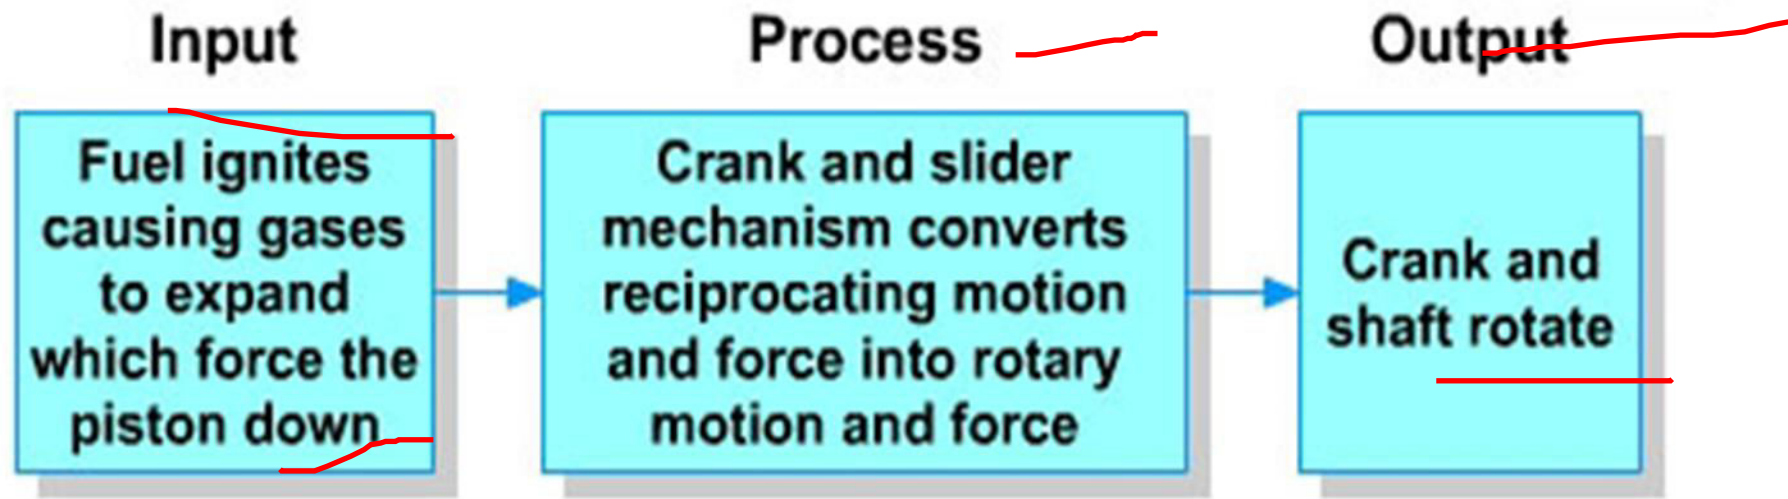 Input
Process
Output
Fuel ignites
causing gases
to expand
which force the
piston down
Crank and slider
mechanism converts
reciprocating motion
and force into rotary
motion and force
Crank and
shaft rotate